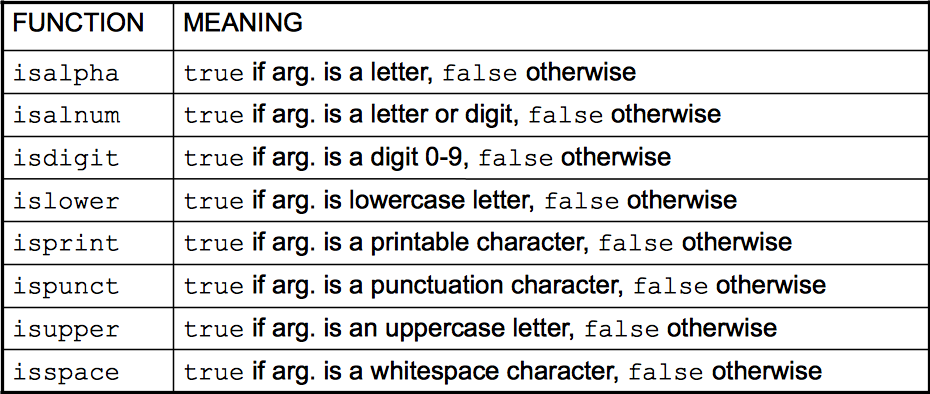 FUNCTION MEANING
isalpha true if arg. is a letter, false otherwise
isalnum true if arg. is a letter or digit, false otherwise
isdigit true if arg. is a digit 0-9, false otherwise
islower true if arg. is lowercase letter, false otherwise
isprint true if arg. is a printable character, false otherwise
ispunct true if arg. is a punctuation character, false otherwise
isupper true if arg. is an uppercase letter, false otherwise
isspace true if arg. is a whitespace character, false otherwise